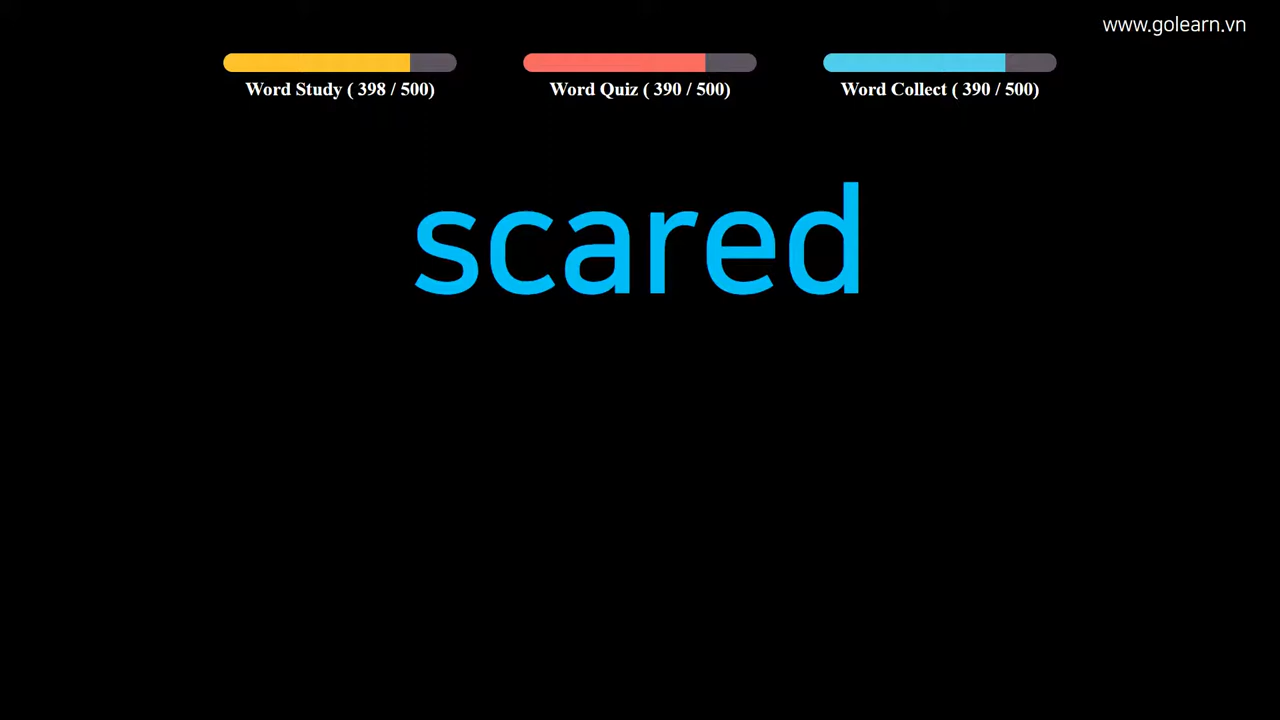 www.golearn.vn
Word Study ( 398 / 500)
Word Quiz ( 390 / 500)
Word Collect ( 390 / 500)
scared